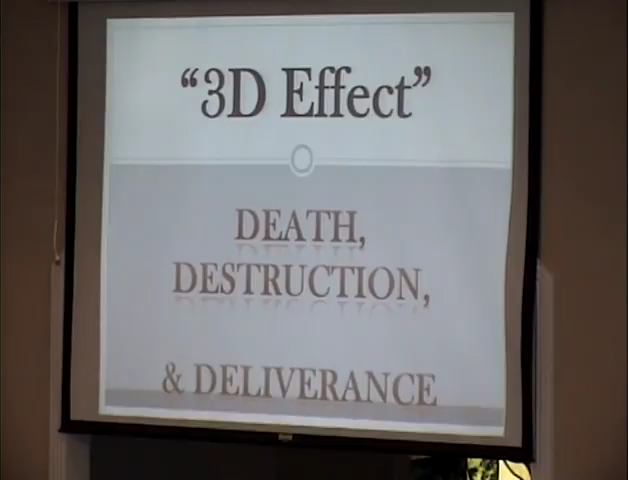 “3D Effect”
DEATH,
DESTRUCTION,
& DELIVERANCE